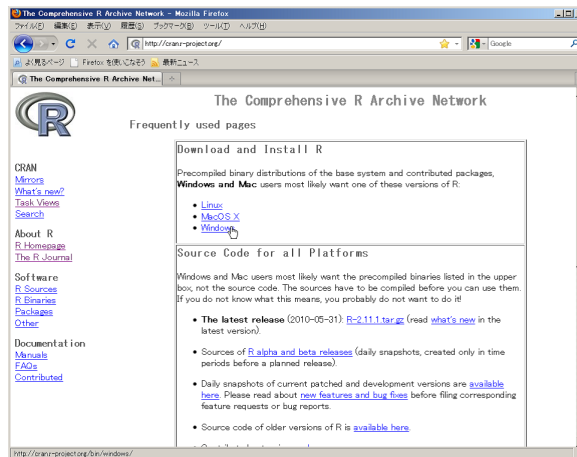 The Comprehensive R Archive Network - Mozilla Firefox
ファイル(F) 編集(E) 表示(V) 履歴(S) ブックマーク(B) ツール(T) ヘルプ(H)
http://cran.r-project.org/
Google
よく見るページ Firefox を使いこなそう 最新ニュース
The Comprehensive R Archive Net...
The Comprehensive R Archive Network
Frequently used pages
CRAN
Mirrors
What's new?
Task Views
Search
About R
R Homepage
The R Journal
Software
R Sources
R Binaries
Packages
Other
Documentation
Manuals
FAQs
Contributed
Download and Install R
Precompiled binary distributions of the base system and contributed packages,
Windows and Mac users most likely want one of these versions of R:
Linux
MacOS X
Windows
Source Code for all Platforms
Windows and Mac users most likely want the precompiled binaries listed in the upper
box, not the source code. The sources have to be compiled before you can use them.
If you do not know what this means, you probably do not want to do it!
The latest release (2010-05-31): R-2.11.1.tar.gz (read what's new in the
latest version).
Sources of R alpha and beta releases (daily snapshots, created only in time
periods before a planned release).
Daily snapshots of current patched and development versions are available
here. Please read about new features and bug fixes before filing corresponding
feature requests or bug reports.
Source code of older versions of R is available here.
http://cran.r-project.org/bin/windows/